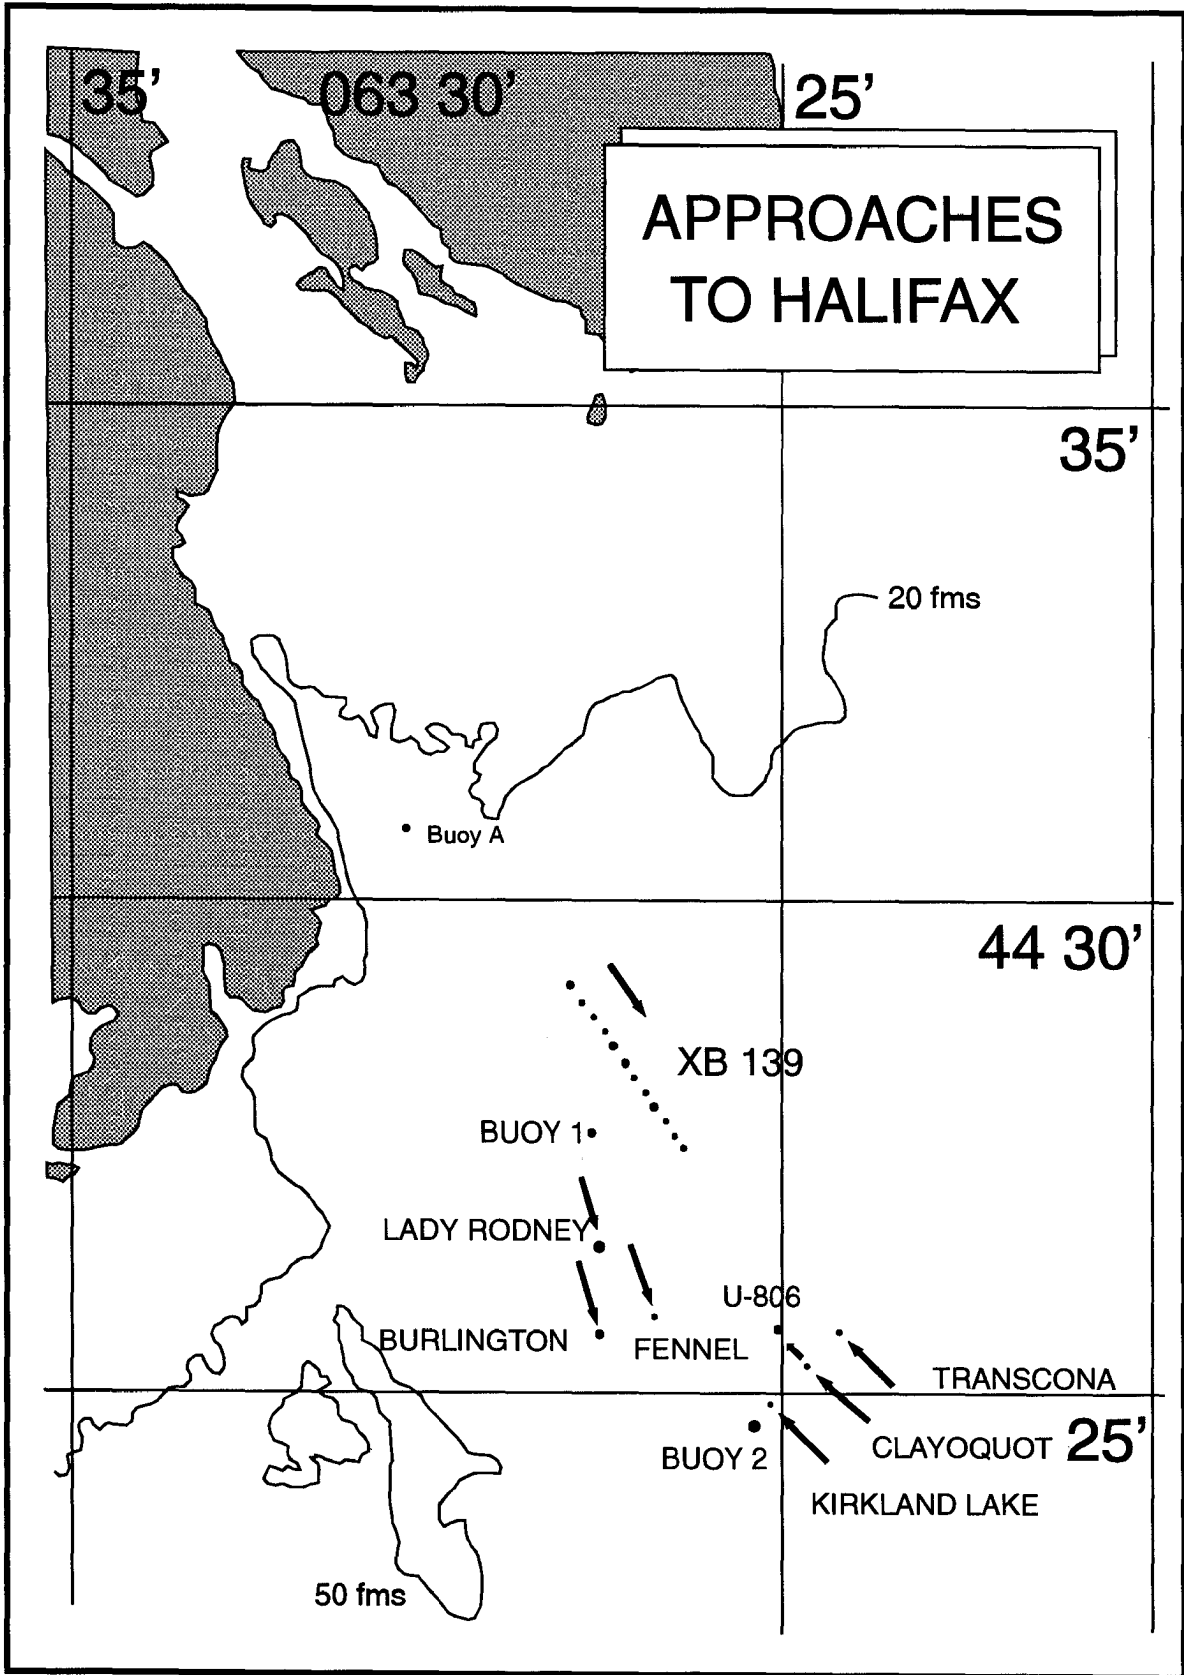 35' 063 30' 25'
APPROACHES
TO HALIFAX
35'
20 fms
Buoy A
44 30'
XB 139
BUOY 1
LADY RODNEY
U-806
BURLINGTON
FENNEL
TRANSCONA
CLAYOQUOT 25'
BUOY 2
KIRKLAND LAKE
50 fms